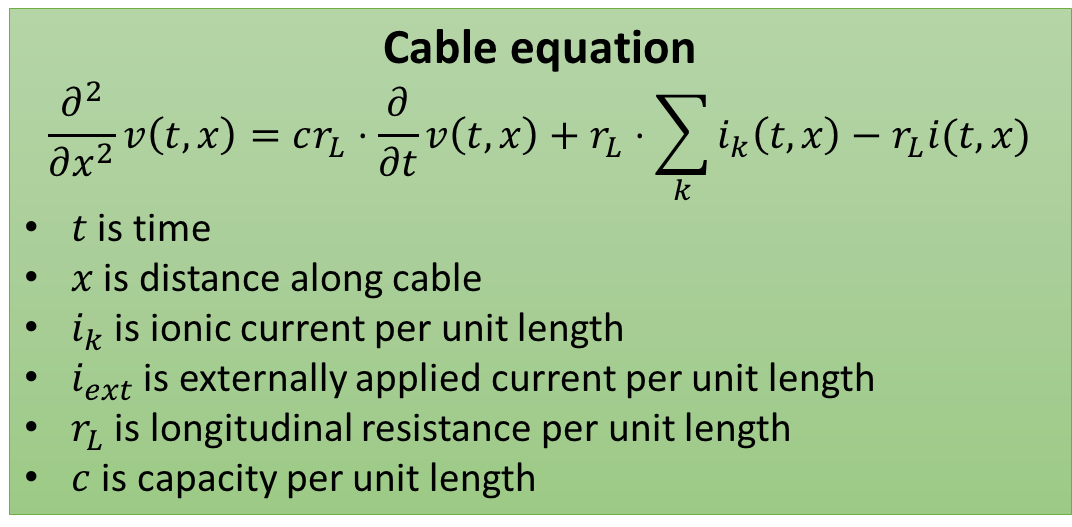 Cable equation
∂²/∂x² v(t, x) = cr_L · ∂/∂t v(t, x) + r_L · ∑_k i_k(t, x) − r_L i(t, x)
• t is time
• x is distance along cable
• i_k is ionic current per unit length
• i_ext is externally applied current per unit length
• r_L is longitudinal resistance per unit length
• c is capacity per unit length